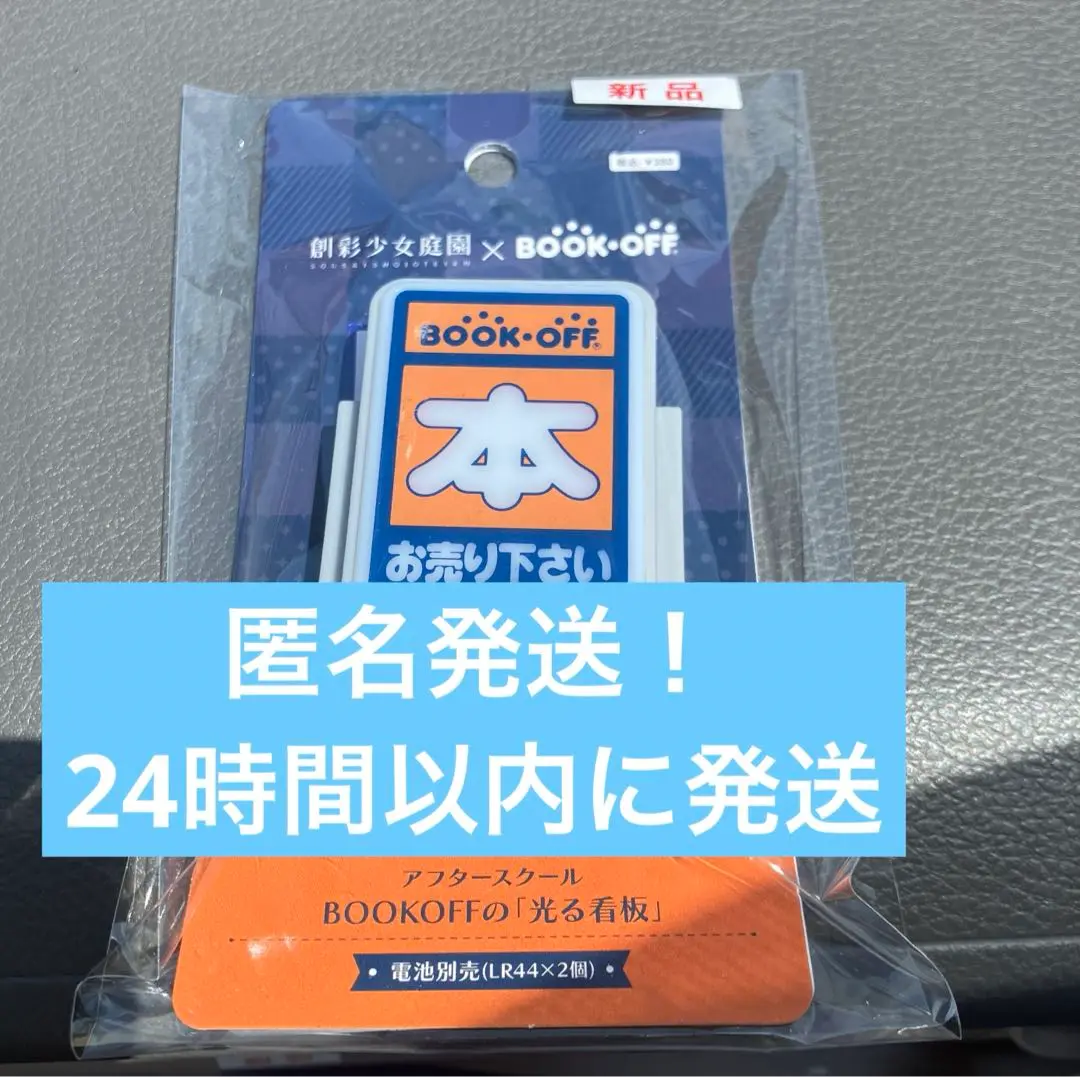 新品
創彩少女庭園 × BOOK・OFF
BOOK・OFF
本
お売り下さい
匿名発送！
24時間以内に発送
アフタースクール
BOOKOFFの「光る看板」
・電池別売(LR44×2個)・